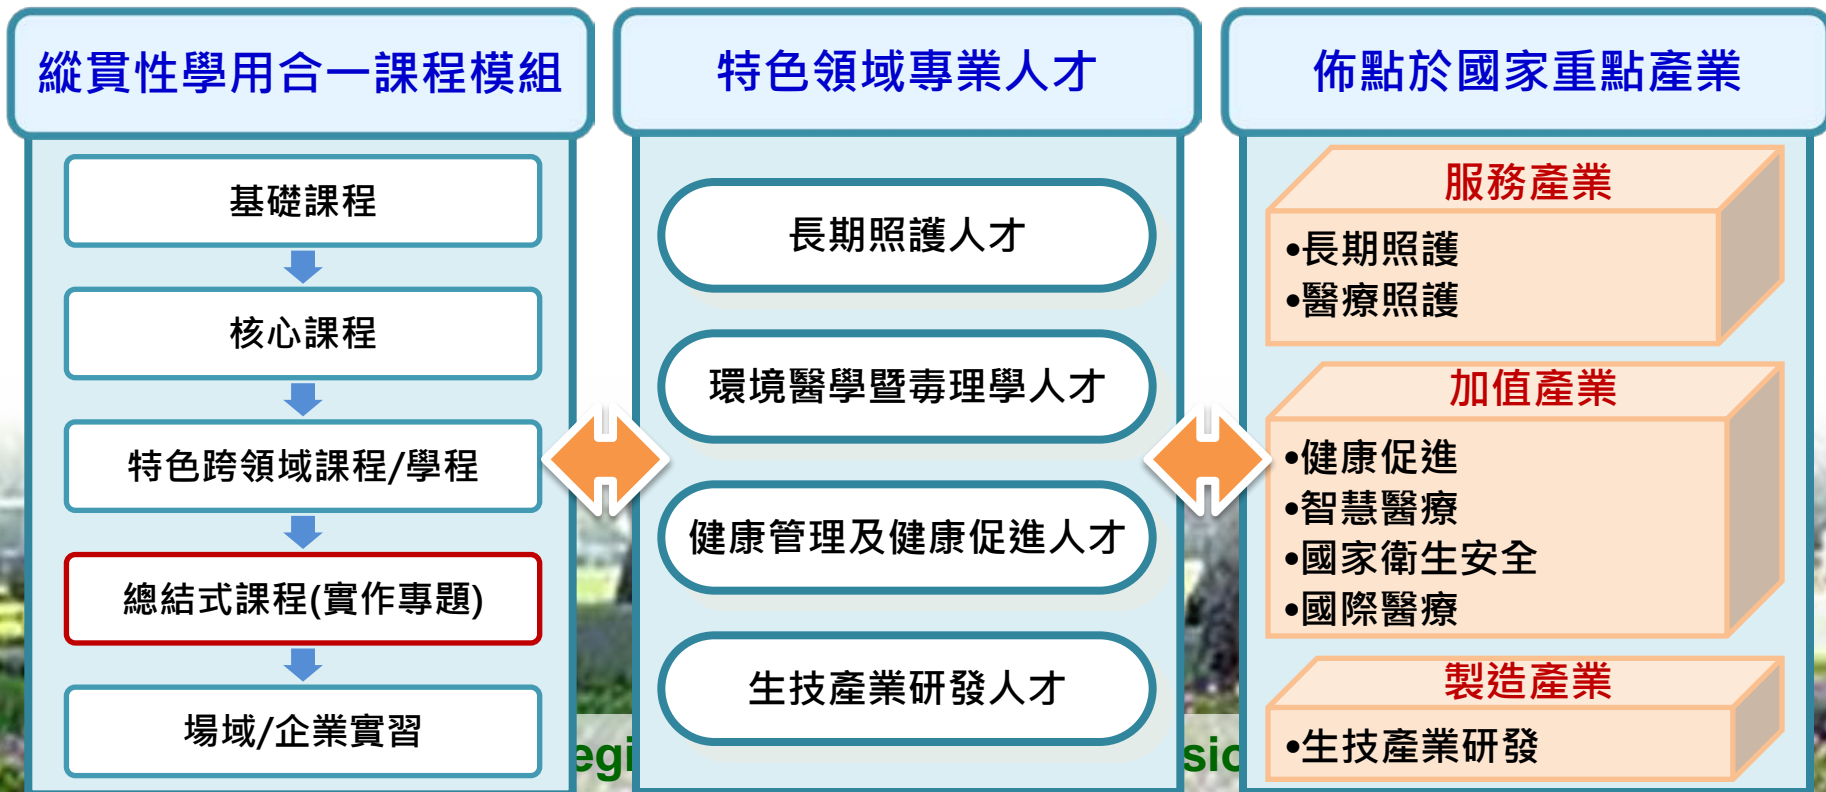 縱貫性學用合一課程模組
基礎課程
核心課程
特色跨領域課程/學程
總結式課程(實作專題)
場域/企業實習
特色領域專業人才
長期照護人才
環境醫學暨毒理學人才
健康管理及健康促進人才
生技產業研發人才
佈點於國家重點產業
服務產業
•長期照護
•醫療照護
加值產業
•健康促進
•智慧醫療
•國家衛生安全
•國際醫療
製造產業
•生技產業研發